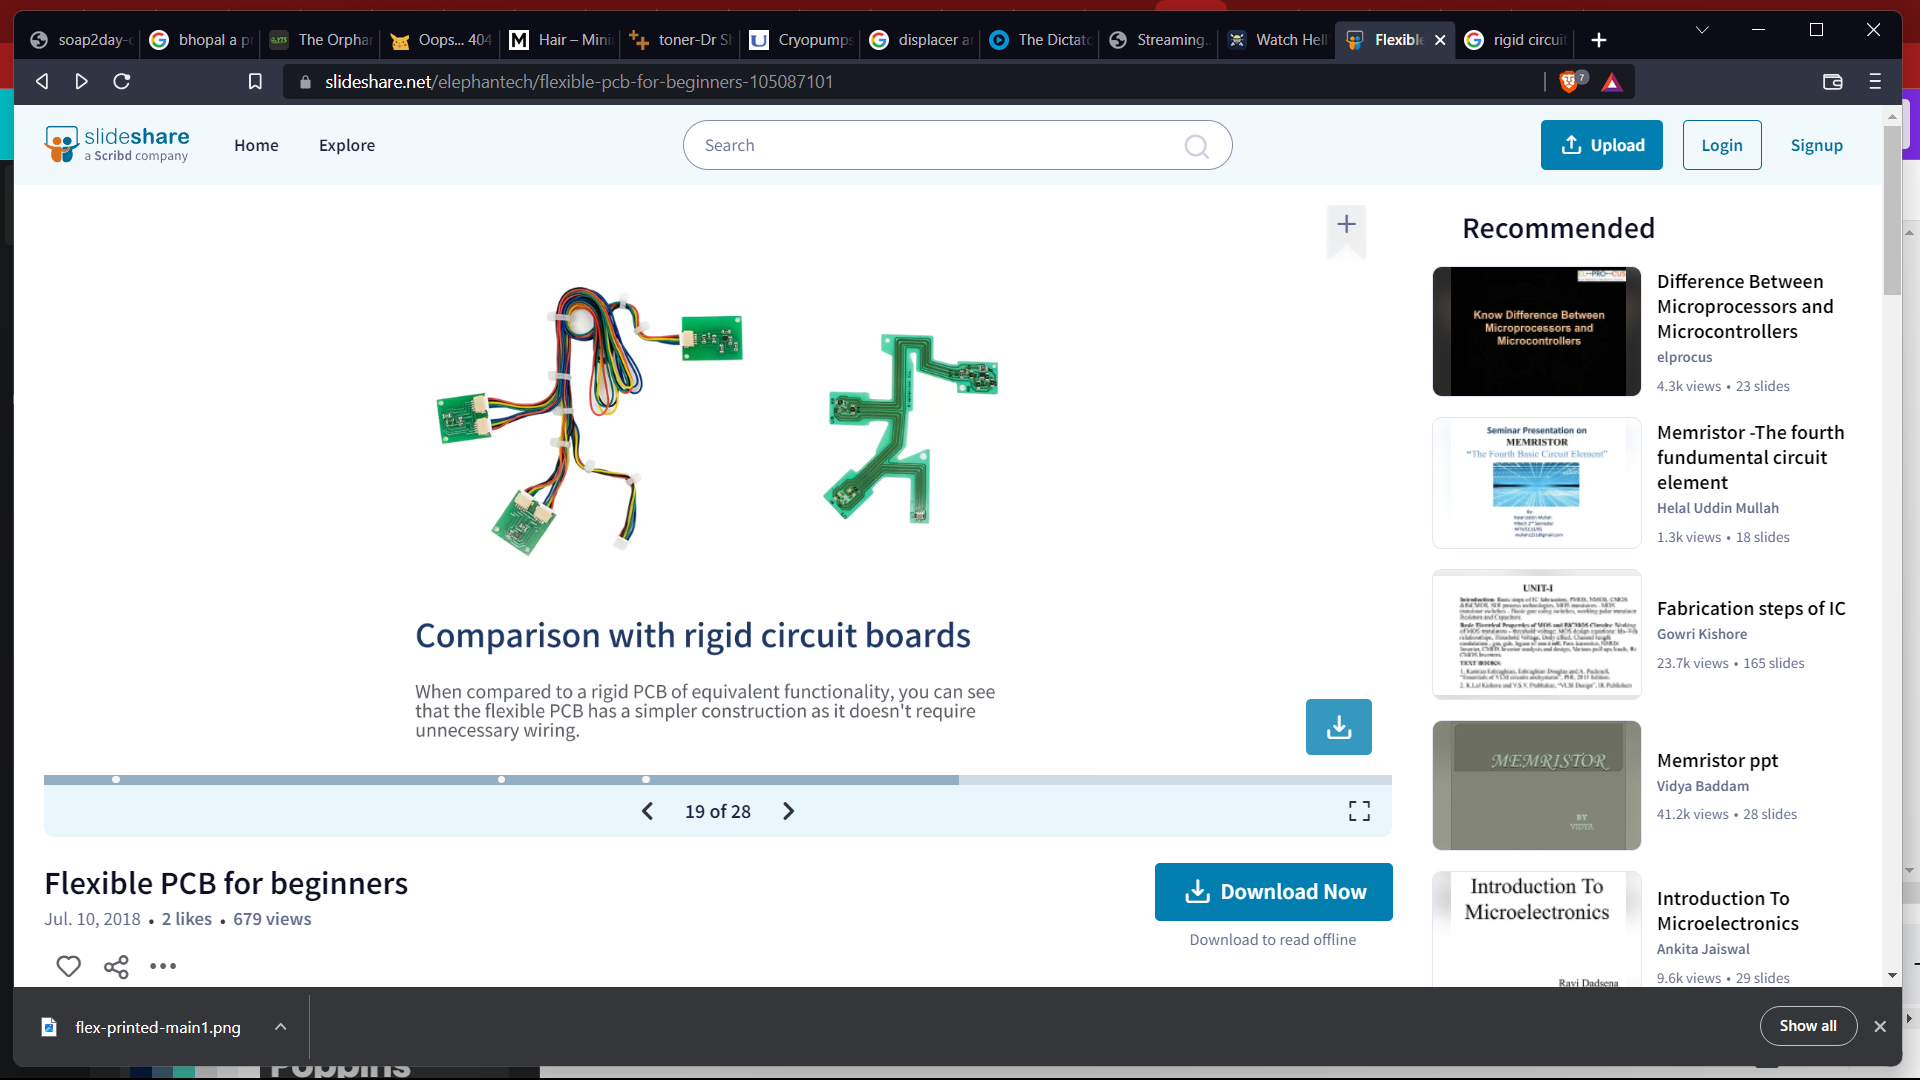 soap2day-
bhopal a p
The Orphar
Oops... 404
Hair – Mini
toner-Dr S
Cryopumps
displacer a
The Dictato
Streaming..
Watch Hell
Flexible
rigid circuit
slideshare.net/elephantech/flexible-pcb-for-beginners-105087101
7
slideshare
a Scribd company
Home
Explore
Search
Upload
Login
Signup
Comparison with rigid circuit boards
When compared to a rigid PCB of equivalent functionality, you can see
that the flexible PCB has a simpler construction as it doesn't require
unnecessary wiring.
19 of 28
Flexible PCB for beginners
Jul. 10, 2018 • 2 likes • 679 views
Download Now
Download to read offline
Recommended
Know Difference Between
Microprocessors and
Microcontrollers
Difference Between
Microprocessors and
Microcontrollers
elprocus
4.3k views • 23 slides
Seminar Presentation on
MEMRISTOR
"The Fourth Basic Circuit Element"
Memristor -The fourth
fundumental circuit
element
Helal Uddin Mullah
1.3k views • 18 slides
UNIT-I
TEXT BOOKS:
Fabrication steps of IC
Gowri Kishore
23.7k views • 165 slides
MEMRISTOR
BY
VIDYA
Memristor ppt
Vidya Baddam
41.2k views • 28 slides
Introduction To
Microelectronics
Ravi Dadsena
Introduction To
Microelectronics
Ankita Jaiswal
9.6k views • 29 slides
flex-printed-main1.png
Show all
Poppins